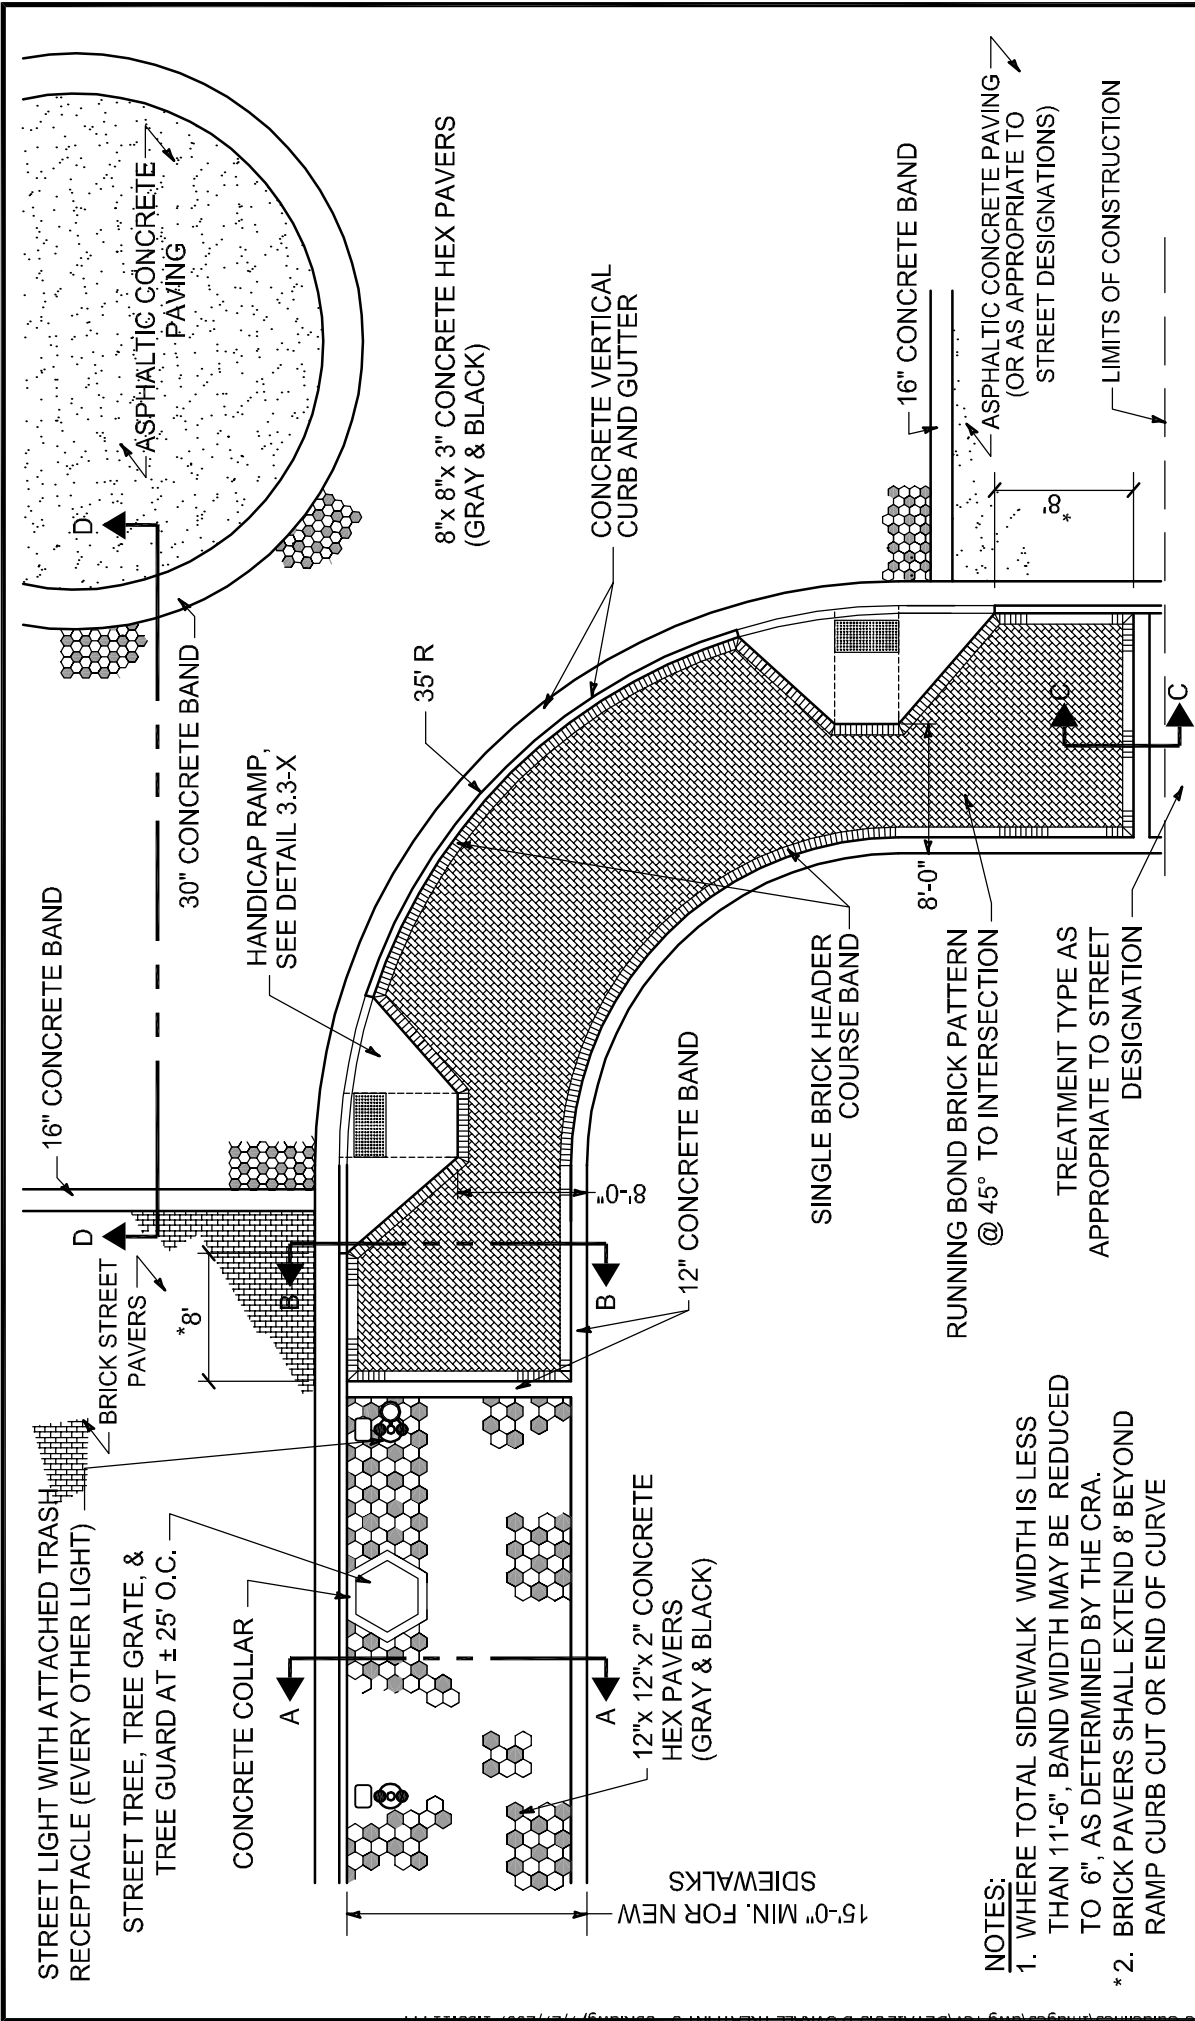 STREET LIGHT WITH ATTACHED TRASH
RECEPTACLE (EVERY OTHER LIGHT)
STREET TREE, TREE GRATE, &
TREE GUARD AT ± 25' O.C.
CONCRETE COLLAR
BRICK STREET
PAVERS
*8'
16" CONCRETE BAND
D
D
30" CONCRETE BAND
ASPHALTIC CONCRETE
PAVING
HANDICAP RAMP,
SEE DETAIL 3.3-X
35' R
8"x 8"x 3" CONCRETE HEX PAVERS
(GRAY & BLACK)
CONCRETE VERTICAL
CURB AND GUTTER
A
A
B
B
8'-0"
12" CONCRETE BAND
12"x 12"x 2" CONCRETE
HEX PAVERS
(GRAY & BLACK)
15'-0" MIN. FOR NEW
SDIEWALKS
SINGLE BRICK HEADER
COURSE BAND
8'-0"
RUNNING BOND BRICK PATTERN
@ 45° TO INTERSECTION
16" CONCRETE BAND
ASPHALTIC CONCRETE PAVING
(OR AS APPROPRIATE TO
STREET DESIGNATIONS)
8'
*
LIMITS OF CONSTRUCTION
C
C
TREATMENT TYPE AS
APPROPRIATE TO STREET
DESIGNATION
NOTES:
1. WHERE TOTAL SIDEWALK WIDTH IS LESS
THAN 11'-6", BAND WIDTH MAY BE REDUCED
TO 6", AS DETERMINED BY THE CRA.
*2. BRICK PAVERS SHALL EXTEND 8' BEYOND
RAMP CURB CUT OR END OF CURVE